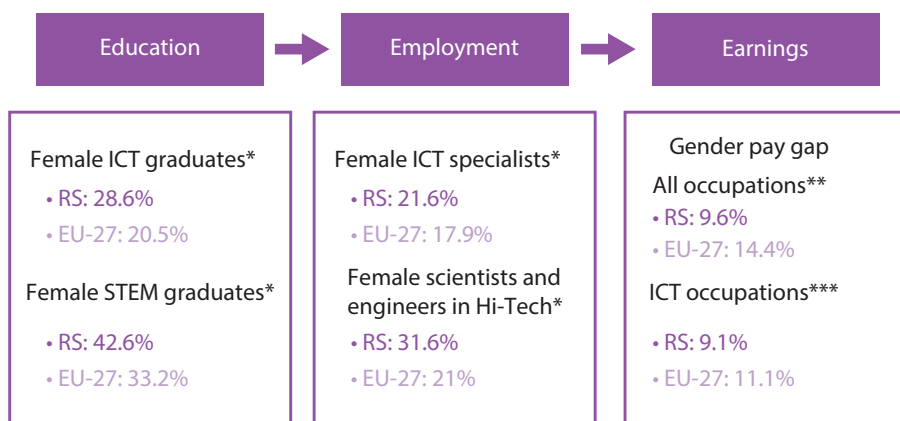 Education
Employment
Earnings
Female ICT graduates*
• RS: 28.6%
• EU-27: 20.5%
Female STEM graduates*
• RS: 42.6%
• EU-27: 33.2%
Female ICT specialists*
• RS: 21.6%
• EU-27: 17.9%
Female scientists and
engineers in Hi-Tech*
• RS: 31.6%
• EU-27: 21%
Gender pay gap
All occupations**
• RS: 9.6%
• EU-27: 14.4%
ICT occupations***
• RS: 9.1%
• EU-27: 11.1%